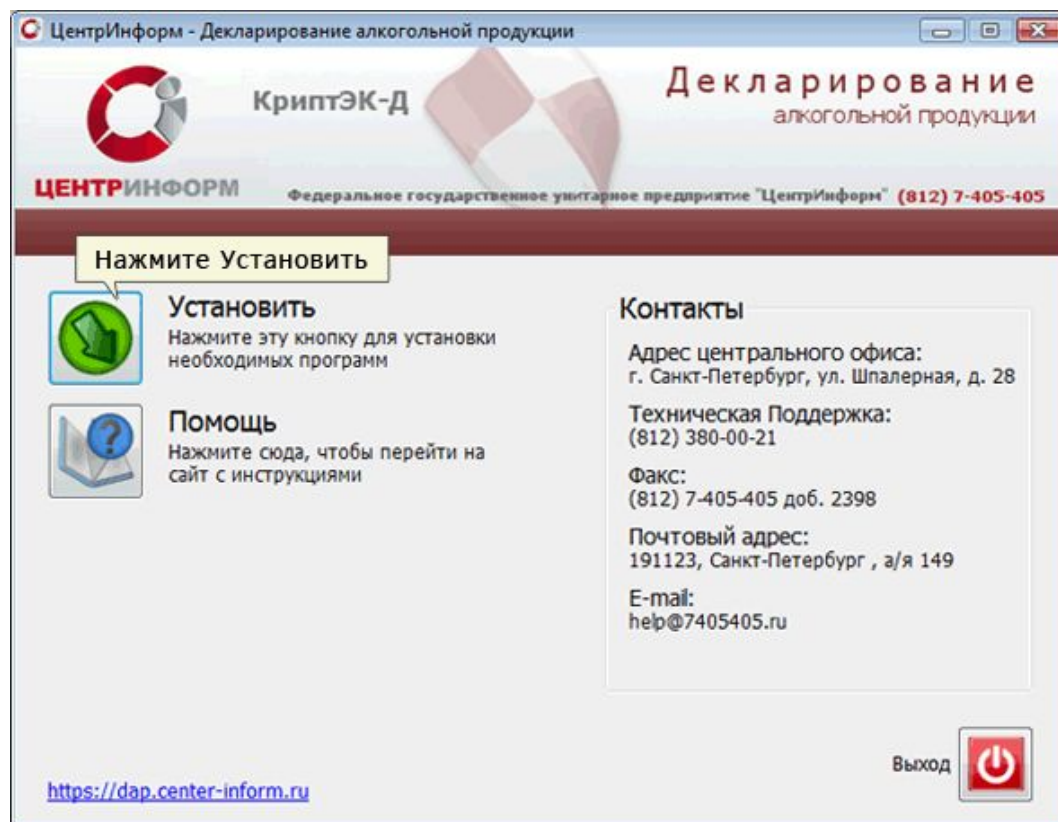 ЦентрИнформ - Декларирование алкогольной продукции
КриптЭК-Д
Декларирование
алкогольной продукции
ЦЕНТРИНФОРМ
Федеральное государственное унитарное предприятие "ЦентрИнформ" (812) 7-405-405
Нажмите Установить
Установить
Нажмите эту кнопку для установки
необходимых программ
Помощь
Нажмите сюда, чтобы перейти на
сайт с инструкциями
Контакты
Адрес центрального офиса:
г. Санкт-Петербург, ул. Шпалерная, д. 28
Техническая Поддержка:
(812) 380-00-21
Факс:
(812) 7-405-405 доб. 2398
Почтовый адрес:
191123, Санкт-Петербург , а/я 149
E-mail:
help@7405405.ru
Выход
https://dap.center-inform.ru